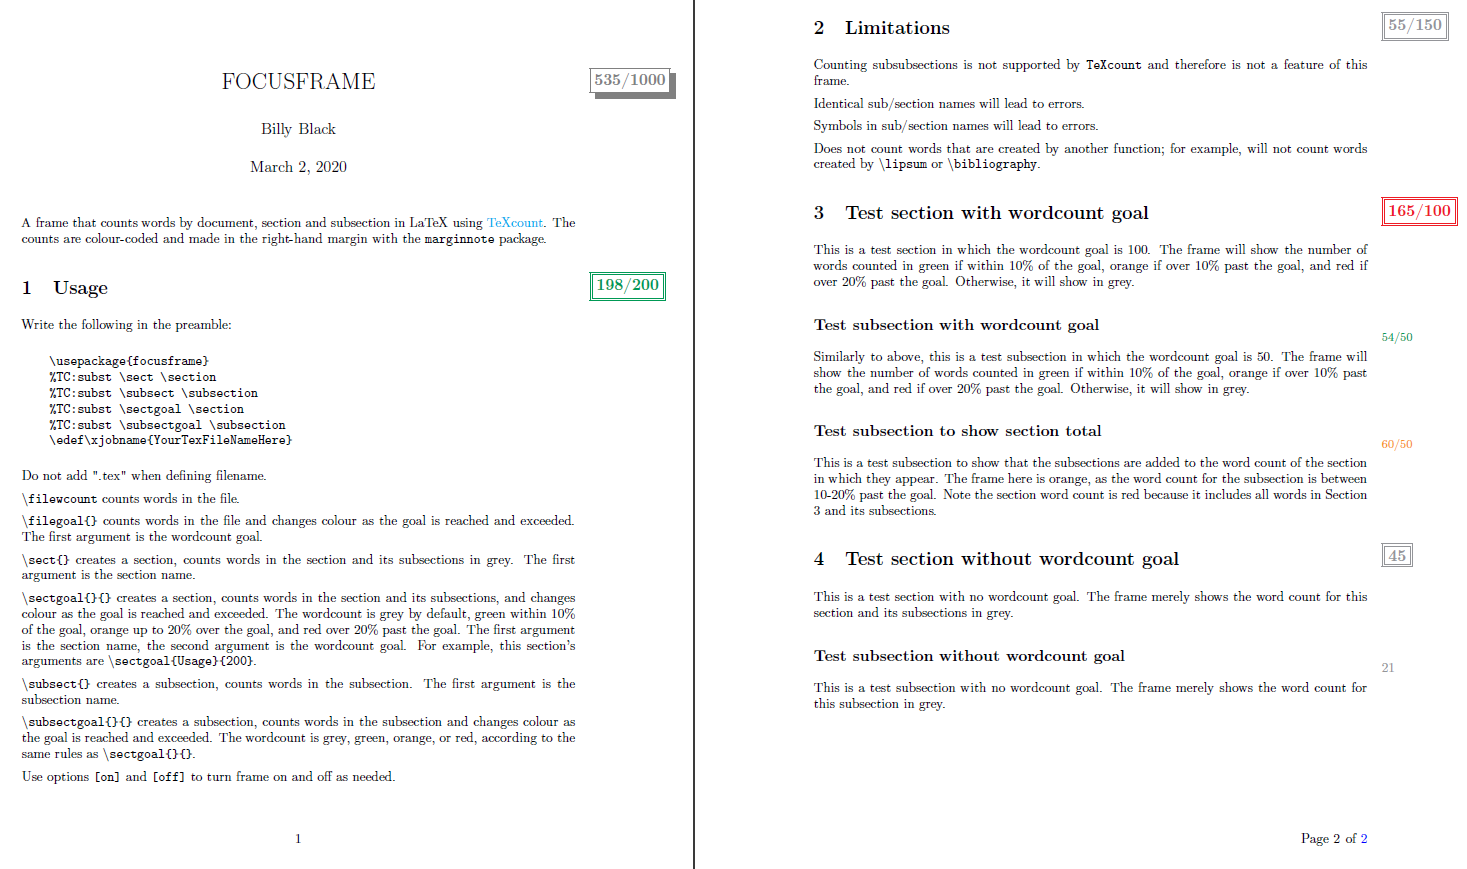 FOCUSFRAME
535/1000
Billy Black
March 2, 2020
A frame that counts words by document, section and subsection in LaTeX using TeXcount. The
counts are colour-coded and made in the right-hand margin with the marginnote package.
1 Usage
198/200
Write the following in the preamble:
\usepackage{focusframe}
%TC:subst \sect \section
%TC:subst \subsect \subsection
%TC:subst \sectgoal \section
%TC:subst \subsectgoal \subsection
\edef\xjobname{YourTexFileNameHere}
Do not add ".tex" when defining filename.
\filewcount counts words in the file.
\filegoal{} counts words in the file and changes colour as the goal is reached and exceeded.
The first argument is the wordcount goal.
\sect{} creates a section, counts words in the section and its subsections in grey. The first
argument is the section name.
\sectgoal{}{} creates a section, counts words in the section and its subsections, and changes
colour as the goal is reached and exceeded. The wordcount is grey by default, green within 10%
of the goal, orange up to 20% over the goal, and red over 20% past the goal. The first argument
is the section name, the second argument is the wordcount goal. For example, this section's
arguments are \sectgoal{Usage}{200}.
\subsect{} creates a subsection, counts words in the subsection. The first argument is the
subsection name.
\subsectgoal{}{} creates a subsection, counts words in the subsection and changes colour as
the goal is reached and exceeded. The wordcount is grey, green, orange, or red, according to the
same rules as \sectgoal{}{}.
Use options [on] and [off] to turn frame on and off as needed.
1
2 Limitations
55/150
Counting subsubsections is not supported by TeXcount and therefore is not a feature of this
frame.
Identical sub/section names will lead to errors.
Symbols in sub/section names will lead to errors.
Does not count words that are created by another function; for example, will not count words
created by \lipsum or \bibliography.
3 Test section with wordcount goal
165/100
This is a test section in which the wordcount goal is 100. The frame will show the number of
words counted in green if within 10% of the goal, orange if over 10% past the goal, and red if
over 20% past the goal. Otherwise, it will show in grey.
Test subsection with wordcount goal
54/50
Similarly to above, this is a test subsection in which the wordcount goal is 50. The frame will
show the number of words counted in green if within 10% of the goal, orange if over 10% past
the goal, and red if over 20% past the goal. Otherwise, it will show in grey.
Test subsection to show section total
60/50
This is a test subsection to show that the subsections are added to the word count of the section
in which they appear. The frame here is orange, as the word count for the subsection is between
10-20% past the goal. Note the section word count is red because it includes all words in Section
3 and its subsections.
4 Test section without wordcount goal
45
This is a test section with no wordcount goal. The frame merely shows the word count for this
section and its subsections in grey.
Test subsection without wordcount goal
21
This is a test subsection with no wordcount goal. The frame merely shows the word count for
this subsection in grey.
Page 2 of 2